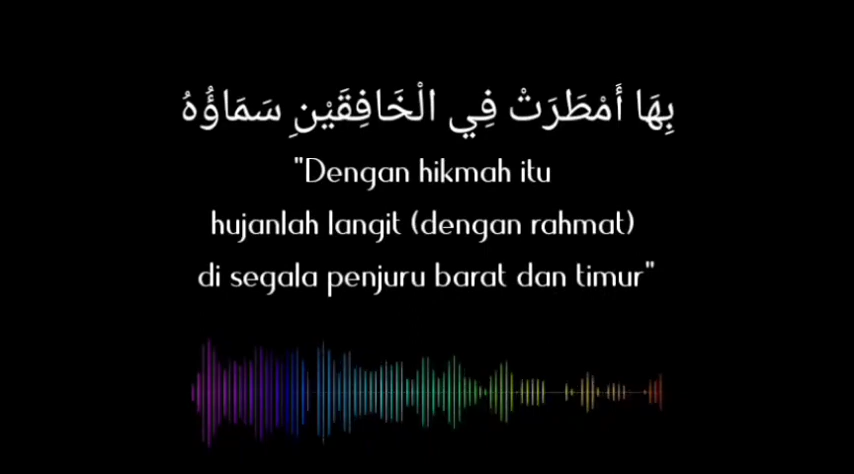 بِهَا أَمْطَرَتْ فِي الْخَافِقَيْنِ سَمَاؤُهُ
"Dengan hikmah itu
hujanlah langit (dengan rahmat)
di segala penjuru barat dan timur"